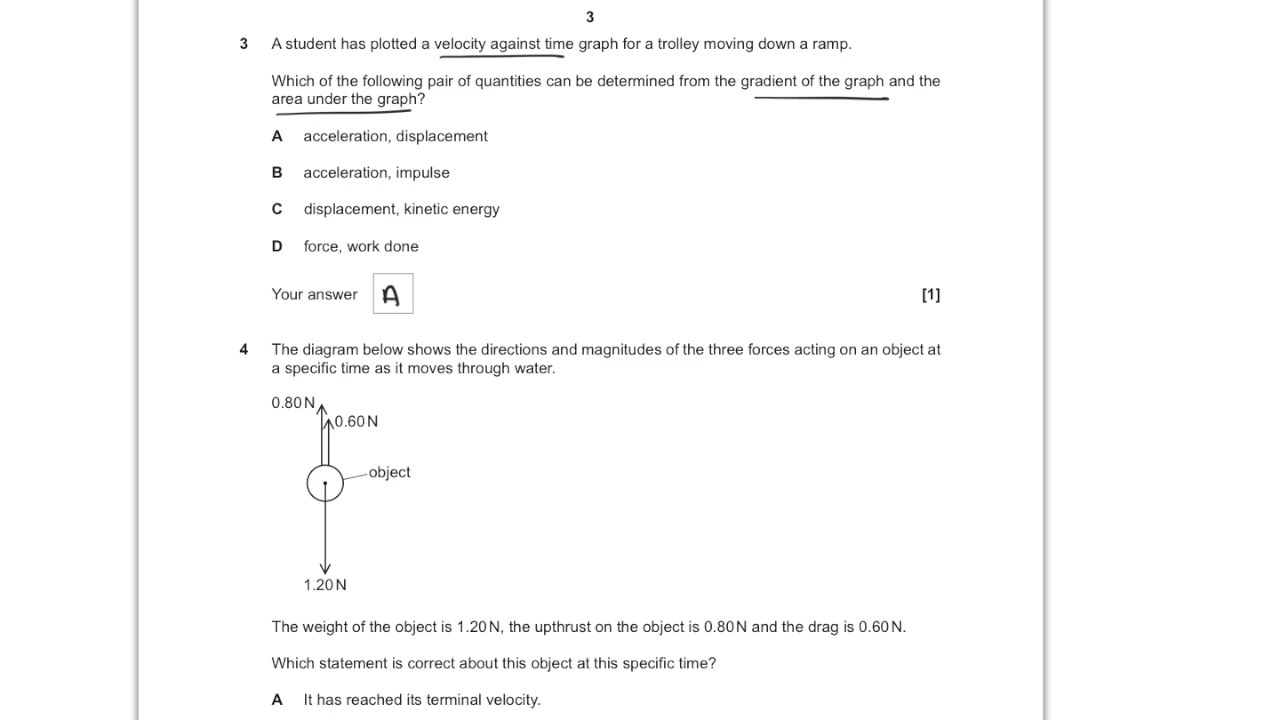 3
3 A student has plotted a velocity against time graph for a trolley moving down a ramp.
Which of the following pair of quantities can be determined from the gradient of the graph and the
area under the graph?
A acceleration, displacement
B acceleration, impulse
C displacement, kinetic energy
D force, work done
Your answer A [1]
4 The diagram below shows the directions and magnitudes of the three forces acting on an object at
a specific time as it moves through water.
0.80 N
0.60 N
object
1.20 N
The weight of the object is 1.20 N, the upthrust on the object is 0.80 N and the drag is 0.60 N.
Which statement is correct about this object at this specific time?
A It has reached its terminal velocity.